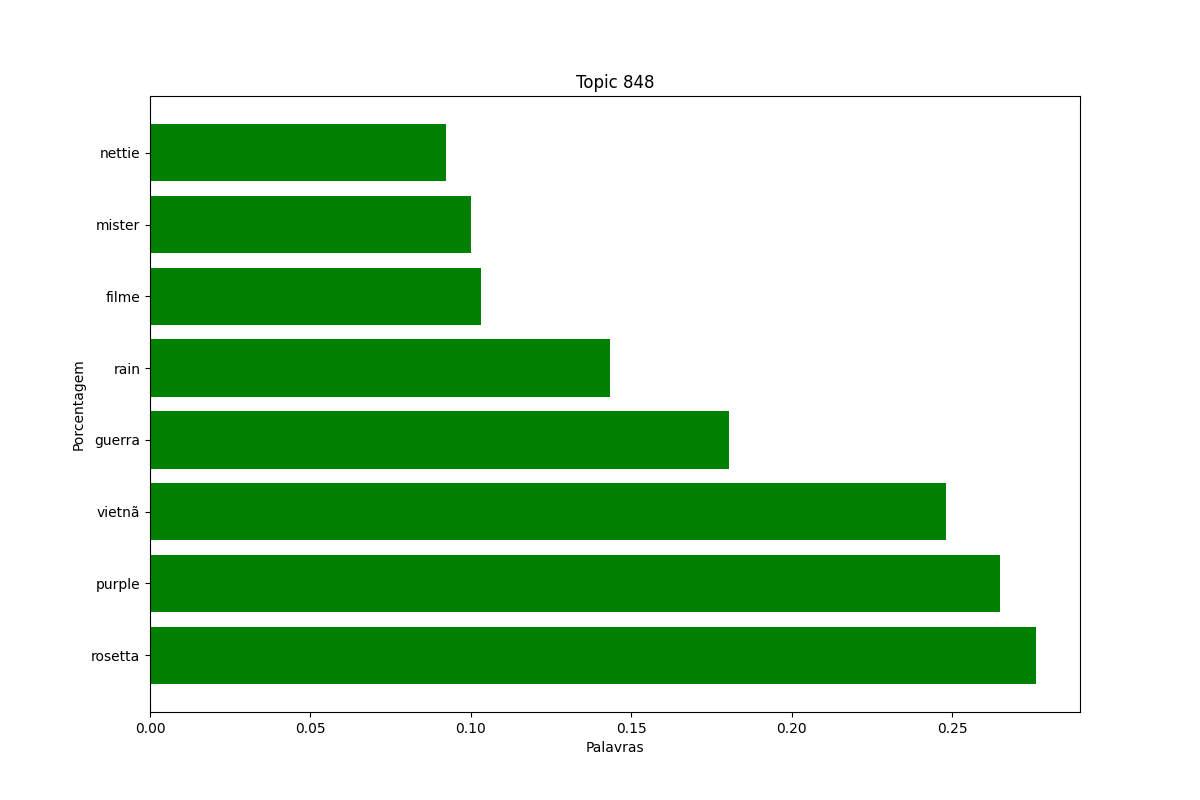 Topic 848
nettie
mister
filme
rain
guerra
vietnã
purple
rosetta
Porcentagem
0.00 0.05 0.10 0.15 0.20 0.25
Palavras